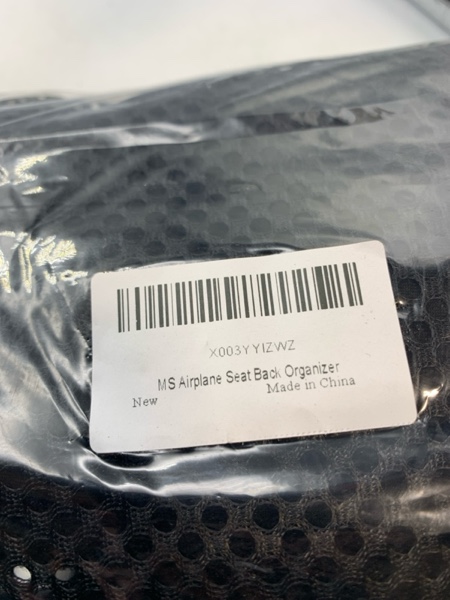 X003YYIZWZ
MS Airplane Seat Back Organizer
New Made in China